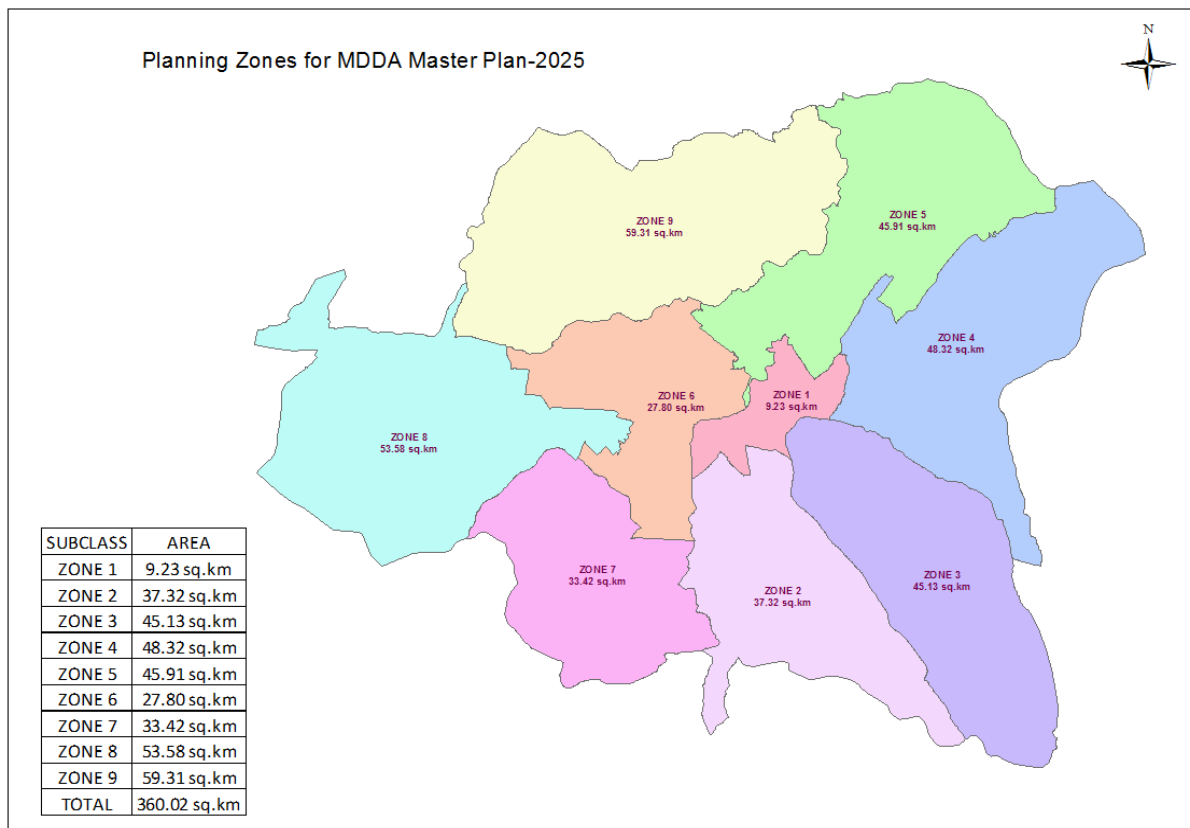 Planning Zones for MDDA Master Plan-2025
N
ZONE 9
59.31 sq.km
ZONE 5
45.91 sq.km
ZONE 4
48.32 sq.km
ZONE 6
27.80 sq.km
ZONE 1
9.23 sq.km
ZONE 8
53.58 sq.km
ZONE 7
33.42 sq.km
ZONE 2
37.32 sq.km
ZONE 3
45.13 sq.km
SUBCLASS AREA
ZONE 1 9.23 sq.km
ZONE 2 37.32 sq.km
ZONE 3 45.13 sq.km
ZONE 4 48.32 sq.km
ZONE 5 45.91 sq.km
ZONE 6 27.80 sq.km
ZONE 7 33.42 sq.km
ZONE 8 53.58 sq.km
ZONE 9 59.31 sq.km
TOTAL 360.02 sq.km